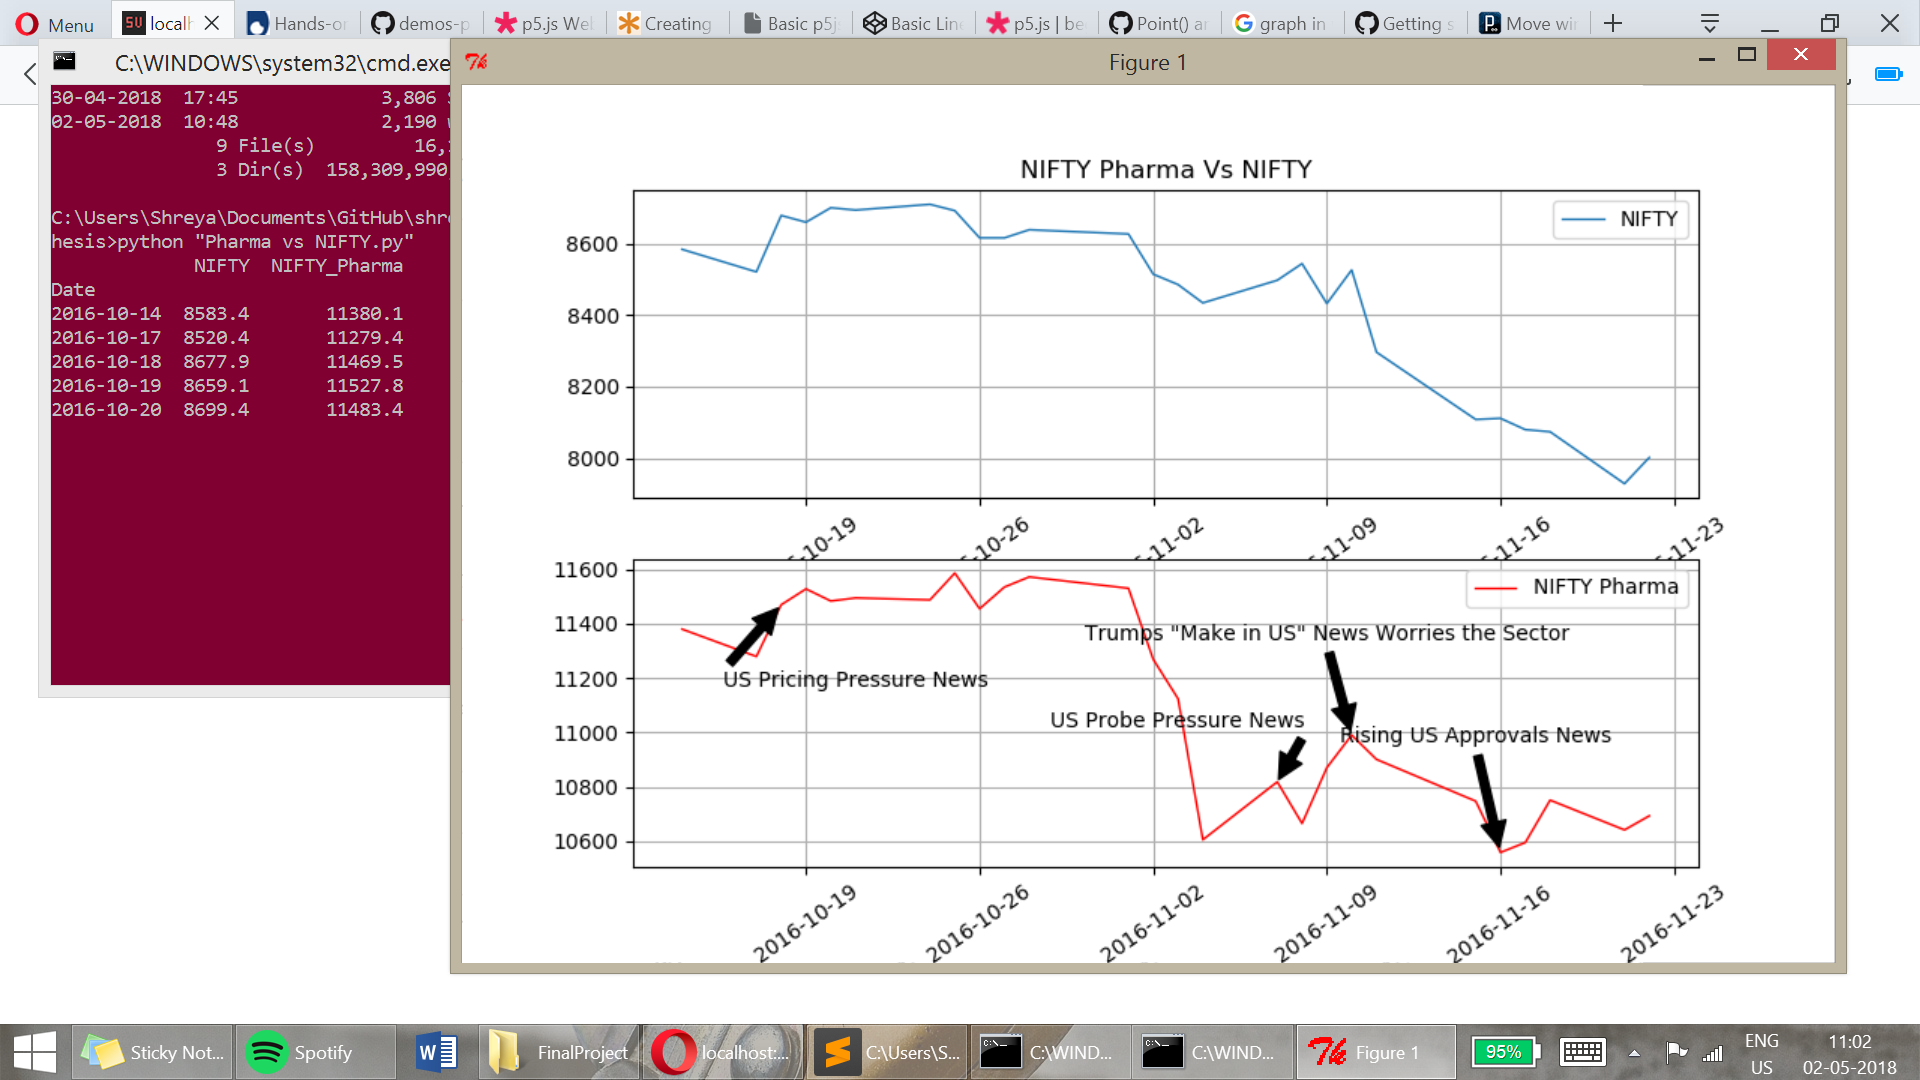 Menu
localh
Hands-on
demos-p
p5.js Wel
Creating
Basic p5j
Basic Line
p5.js | be
Point() an
graph in
Getting s
Move win
C:\WINDOWS\system32\cmd.exe
Figure 1
30-04-2018 17:45 3,806
02-05-2018 10:48 2,190
9 File(s) 16,
3 Dir(s) 158,309,990
C:\Users\Shreya\Documents\GitHub\shre
hesis>python "Pharma vs NIFTY.py"
NIFTY NIFTY_Pharma
Date
2016-10-14 8583.4 11380.1
2016-10-17 8520.4 11279.4
2016-10-18 8677.9 11469.5
2016-10-19 8659.1 11527.8
2016-10-20 8699.4 11483.4
NIFTY Pharma Vs NIFTY
NIFTY
8600
8400
8200
8000
-10-19
-10-26
-11-02
-11-09
-11-16
-11-23
NIFTY Pharma
11600
11400
11200
11000
10800
10600
Trumps "Make in US" News Worries the Sector
US Pricing Pressure News
US Probe Pressure News
Rising US Approvals News
2016-10-19
2016-10-26
2016-11-02
2016-11-09
2016-11-16
2016-11-23
Sticky Not...
Spotify
FinalProject
localhost:...
C:\Users\S...
C:\WIND...
C:\WIND...
Figure 1
95%
ENG
US
11:02
02-05-2018